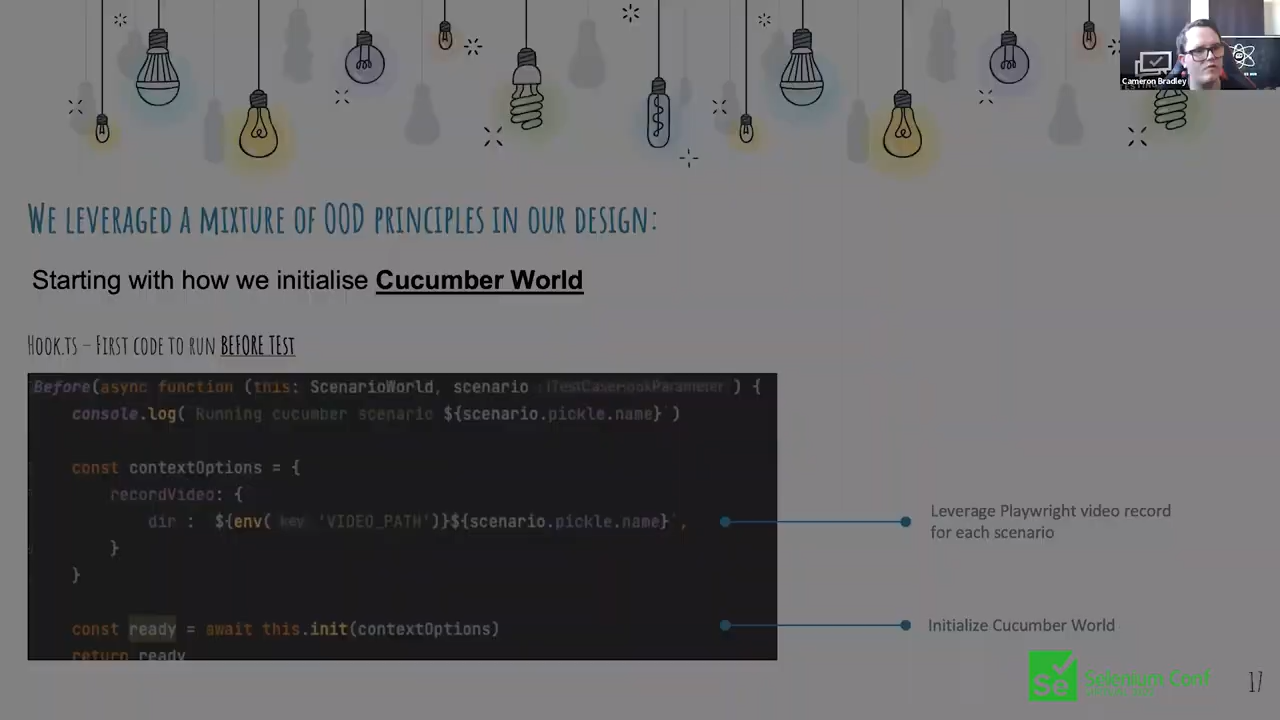 Cameron Bradley
WE LEVERAGED A MIXTURE OF OOD PRINCIPLES IN OUR DESIGN:
Starting with how we initialise Cucumber World
HOOK.TS – FIRST CODE TO RUN BEFORE TEST
Before(async function (this: ScenarioWorld, scenario : ITestCaseHookParameter ) {
console.log(`Running cucumber scenario ${scenario.pickle.name}`)
const contextOptions = {
recordVideo: {
dir : `${env( key: 'VIDEO_PATH')}${scenario.pickle.name}`,
}
}
const ready = await this.init(contextOptions)
return ready
Leverage Playwright video record
for each scenario
Initialize Cucumber World
Se
Selenium Conf
17